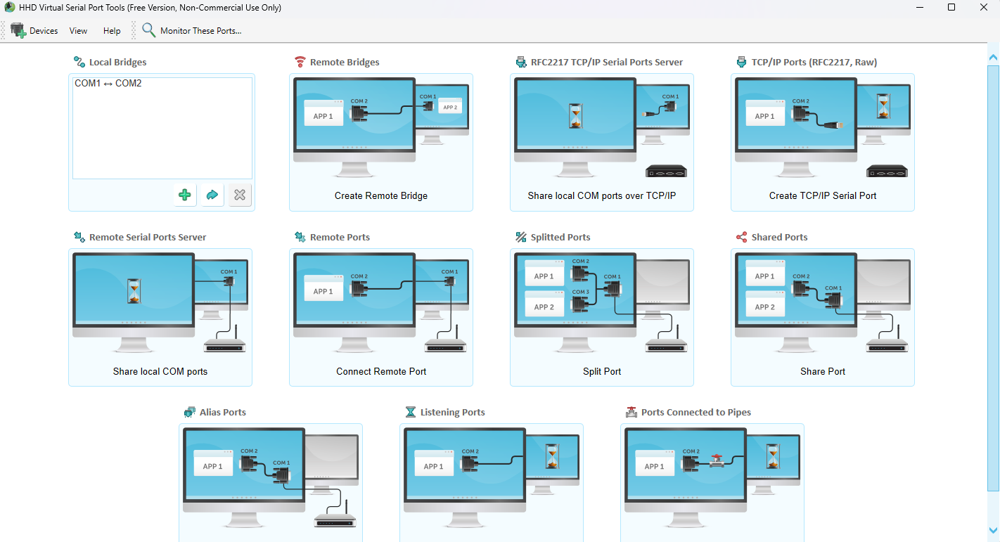 HHD Virtual Serial Port Tools (Free Version, Non-Commercial Use Only)
Devices View Help Monitor These Ports...
Local Bridges
COM1 ↔ COM2
Remote Bridges
APP 1
COM 2
COM 1
APP 2
Create Remote Bridge
RFC2217 TCP/IP Serial Ports Server
COM 1
Share local COM ports over TCP/IP
TCP/IP Ports (RFC2217, Raw)
APP 1
COM 2
Create TCP/IP Serial Port
Remote Serial Ports Server
COM 1
Share local COM ports
Remote Ports
APP 1
COM 2
COM 1
Connect Remote Port
Splitted Ports
APP 1
COM 2
COM 1
APP 2
COM 3
Split Port
Shared Ports
APP 1
COM 2
COM 1
APP 2
Share Port
Alias Ports
APP 1
COM 2
COM 1
Listening Ports
APP 1
COM 2
Ports Connected to Pipes
APP 1
COM 2